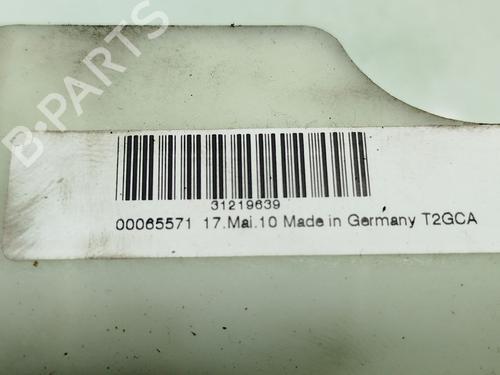 B-PARTS
31219639
00065571 17.Mai.10 Made in Germany T2GCA